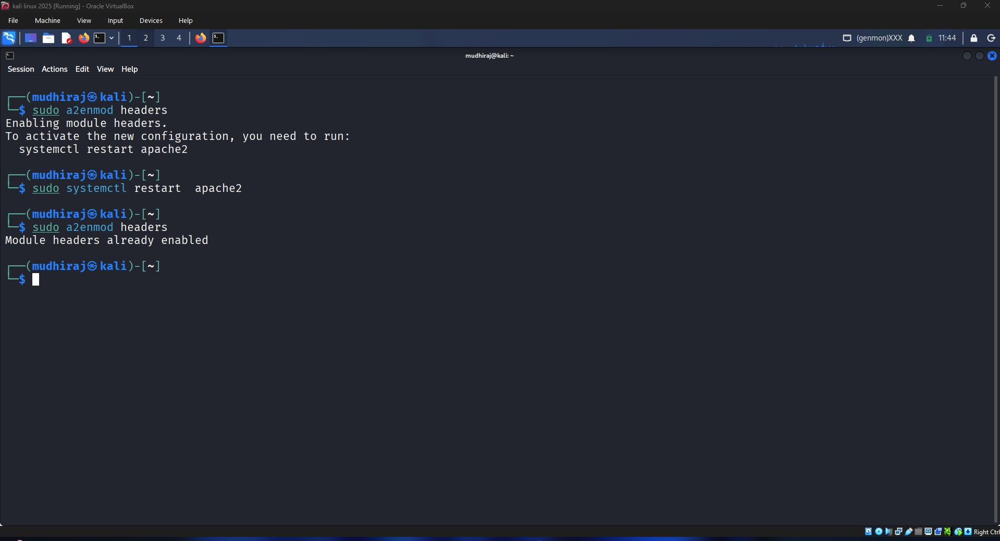 kali linux 2025 [Running] - Oracle VirtualBox
File Machine View Input Devices Help
1 2 3 4 (genmon)XXX 11:44
mudhiraj@kali: ~
Session Actions Edit View Help
┌──(mudhiraj㉿kali)-[~]
└─$ sudo a2enmod headers
Enabling module headers.
To activate the new configuration, you need to run:
  systemctl restart apache2
┌──(mudhiraj㉿kali)-[~]
└─$ sudo systemctl restart  apache2
┌──(mudhiraj㉿kali)-[~]
└─$ sudo a2enmod headers
Module headers already enabled
┌──(mudhiraj㉿kali)-[~]
└─$
Right Ctrl